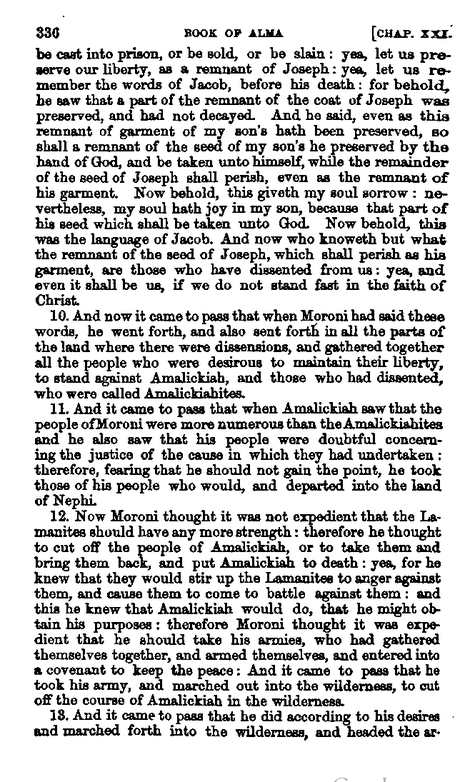 336 BOOK OF ALMA [CHAP. XXI.
be cast into prison, or be sold, or be slain : yea, let us pre-
serve our liberty, as a remnant of Joseph : yea, let us re-
member the words of Jacob, before his death : for behold,
he saw that a part of the remnant of the coat of Joseph was
preserved, and had not decayed. And he said, even as this
remnant of garment of my son's hath been preserved, so
shall a remnant of the seed of my son's he preserved by the
hand of God, and be taken unto himself, while the remainder
of the seed of Joseph shall perish, even as the remnant of
his garment. Now behold, this giveth my soul sorrow : ne-
vertheless, my soul hath joy in my son, because that part of
his seed which shall be taken unto God. Now behold, this
was the language of Jacob. And now who knoweth but what
the remnant of the seed of Joseph, which shall perish as his
garment, are those who have dissented from us : yea, and
even it shall be us, if we do not stand fast in the faith of
Christ.
10. And now it came to pass that when Moroni had said these
words, he went forth, and also sent forth in all the parts of
the land where there were dissensions, and gathered together
all the people who were desirous to maintain their liberty,
to stand against Amalickiah, and those who had dissented,
who were called Amalickiahites.
11. And it came to pass that when Amalickiah saw that the
people of Moroni were more numerous than the Amalickiahites
and he also saw that his people were doubtful concern-
ing the justice of the cause in which they had undertaken :
therefore, fearing that he should not gain the point, he took
those of his people who would, and departed into the land
of Nephi.
12. Now Moroni thought it was not expedient that the La-
manites should have any more strength : therefore he thought
to cut off the people of Amalickiah, or to take them and
bring them back, and put Amalickiah to death : yea, for he
knew that they would stir up the Lamanites to anger against
them, and cause them to come to battle against them : and
this he knew that Amalickiah would do, that he might ob-
tain his purposes : therefore Moroni thought it was expe-
dient that he should take his armies, who had gathered
themselves together, and armed themselves, and entered into
a covenant to keep the peace : And it came to pass that he
took his army, and marched out into the wilderness, to cut
off the course of Amalickiah in the wilderness.
13. And it came to pass that he did according to his desires
and marched forth into the wilderness, and headed the ar-